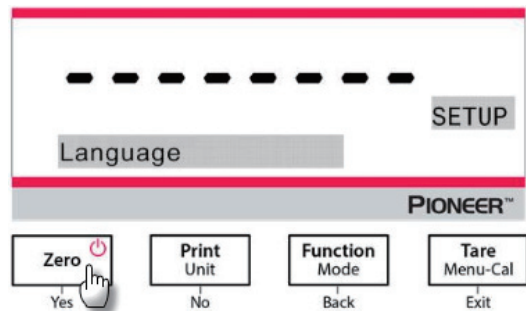 --------
SETUP
Language
PIONEER™
Zero
Print
Unit
Function
Mode
Tare
Menu-Cal
Yes
No
Back
Exit